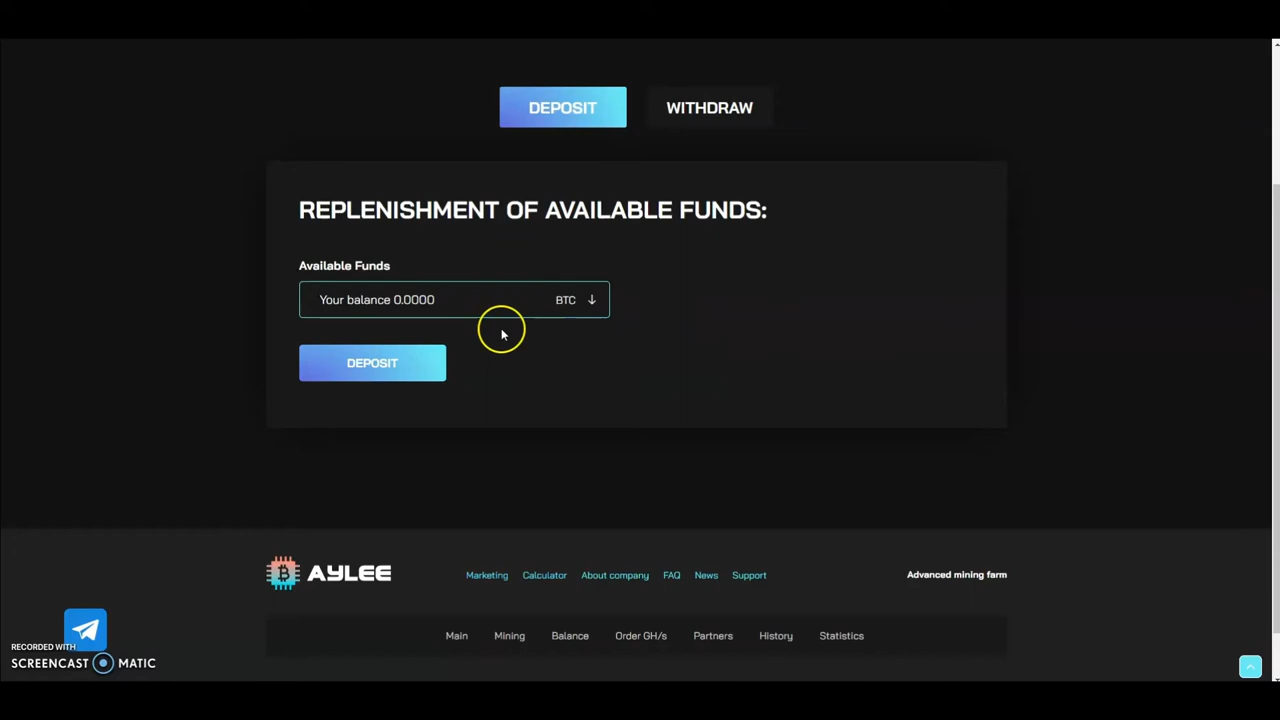 DEPOSIT WITHDRAW
REPLENISHMENT OF AVAILABLE FUNDS:
Available Funds
Your balance 0.0000 BTC ↓
DEPOSIT
AYLEE Marketing Calculator About company FAQ News Support Advanced mining farm
Main Mining Balance Order GH/s Partners History Statistics
RECORDED WITH
SCREENCAST MATIC